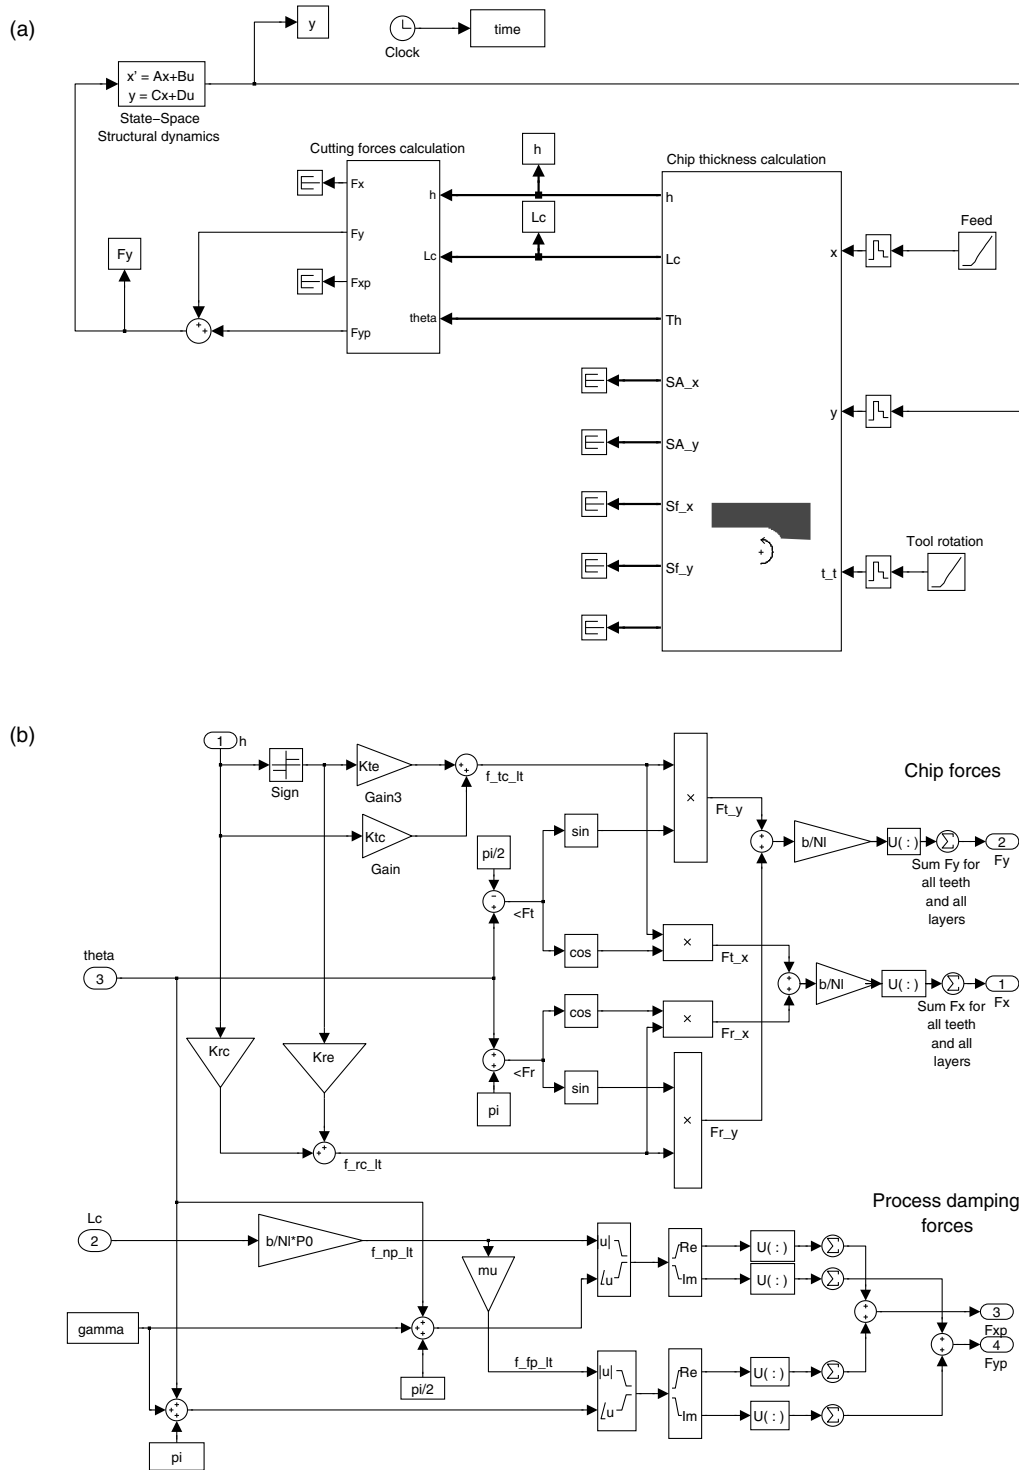 (a)
y
time
Clock
x' = Ax+Bu
y = Cx+Du
State−Space
Structural dynamics
Cutting forces calculation
h
Chip thickness calculation
Fx
h
h
Lc
Feed
Fy
Fy
Lc
Lc
x
Fxp
Fyp
theta
Th
SA_x
y
SA_y
Sf_x
Tool rotation
Sf_y
t_t
(b)
1
h
Sign
Kte
Gain3
f_tc_lt
Chip forces
Ktc
Gain
pi/2
sin
×
Ft_y
b/Nl
U(:)
2
Fy
Sum Fy for
all teeth
and all
layers
<Ft
theta
3
cos
×
Ft_x
b/Nl
U(:)
1
Fx
Sum Fx for
all teeth
and all
layers
Krc
Kre
cos
×
Fr_x
<Fr
sin
pi
×
Fr_y
f_rc_lt
Process damping
forces
Lc
2
b/Nl*P0
f_np_lt
mu
|u|
∠u
Re
Im
U(:)
U(:)
gamma
3
Fxp
4
Fyp
pi/2
f_fp_lt
|u|
∠u
Re
Im
U(:)
U(:)
pi